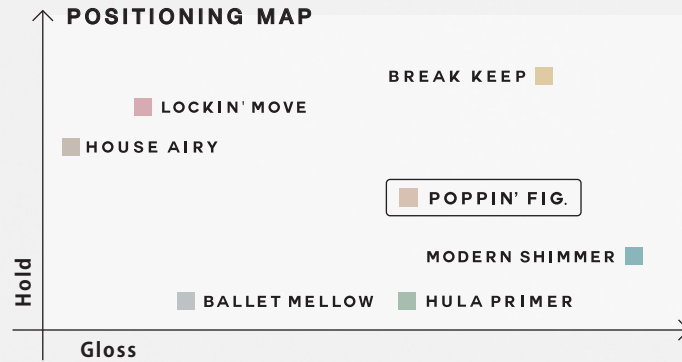 POSITIONING MAP
BREAK KEEP
LOCKIN' MOVE
HOUSE AIRY
POPPIN' FIG.
MODERN SHIMMER
BALLET MELLOW
HULA PRIMER
Hold
Gloss